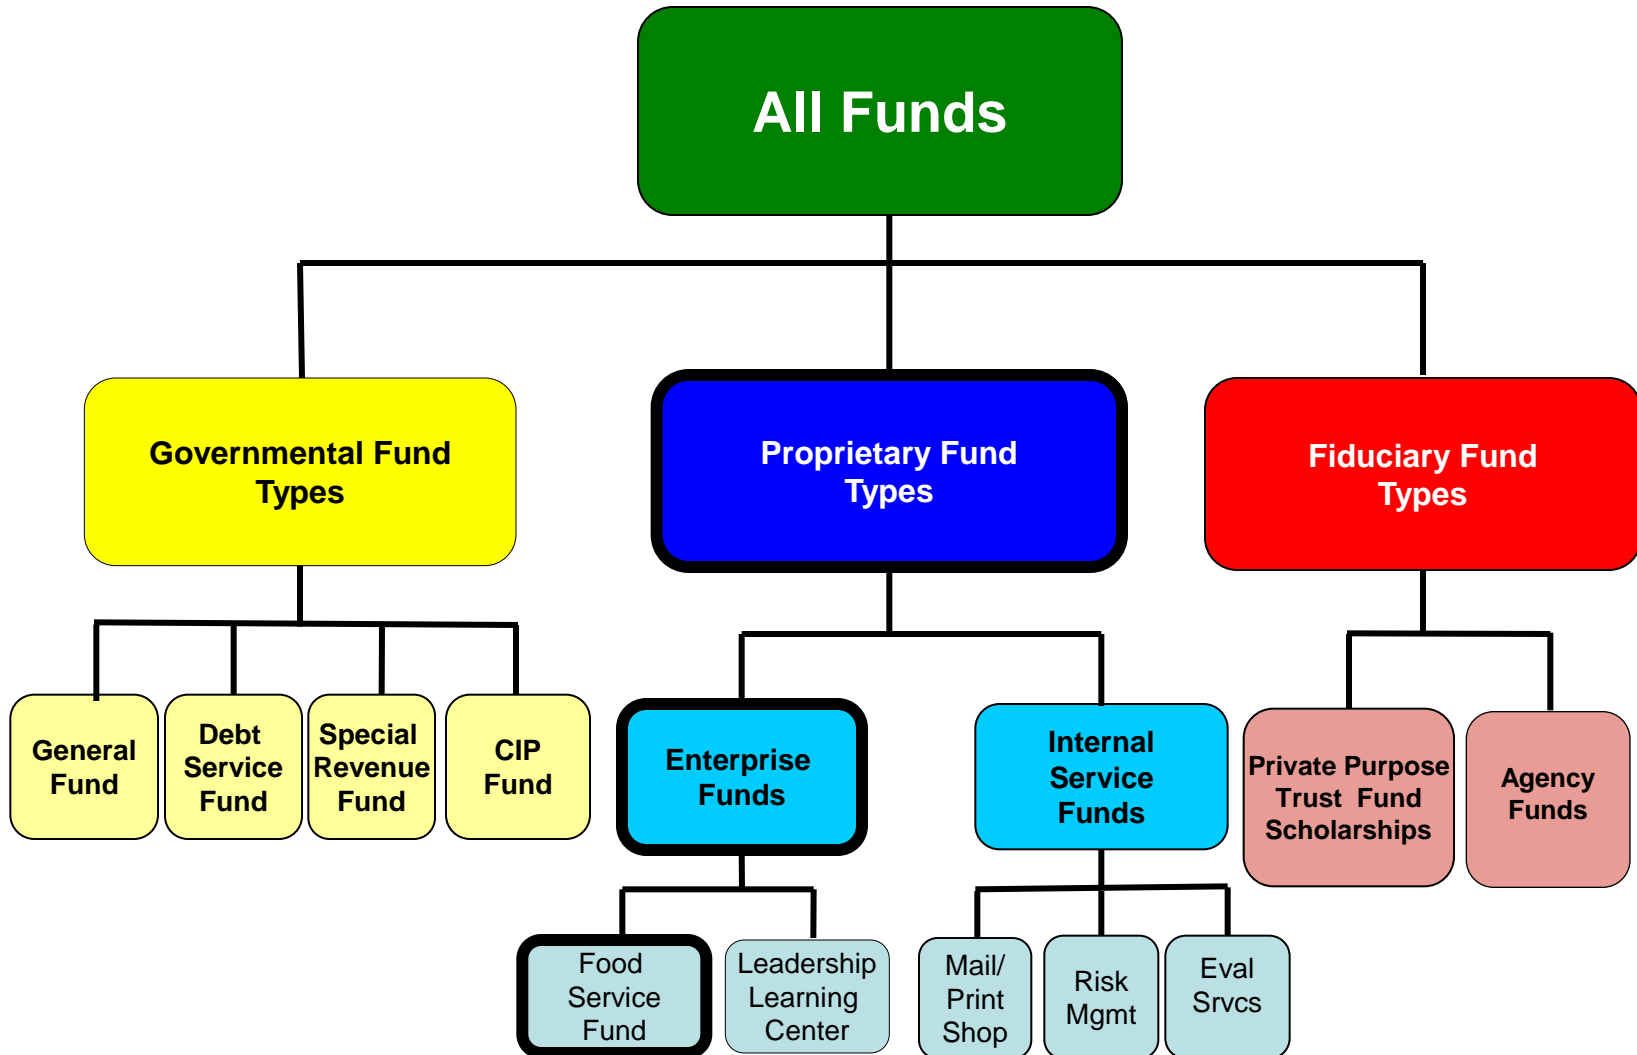 All Funds
Governmental Fund
Types
Proprietary Fund
Types
Fiduciary Fund
Types
General
Fund
Debt
Service
Fund
Special
Revenue
Fund
CIP
Fund
Enterprise
Funds
Internal
Service
Funds
Private Purpose
Trust Fund
Scholarships
Agency
Funds
Food
Service
Fund
Leadership
Learning
Center
Mail/
Print
Shop
Risk
Mgmt
Eval
Srvcs